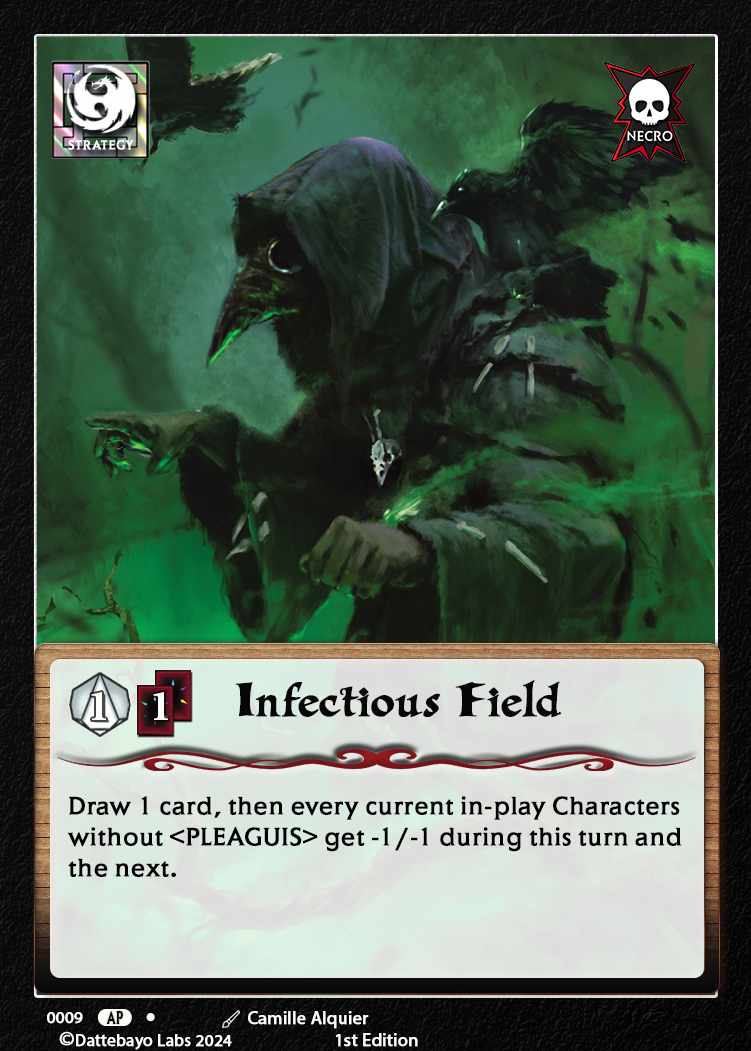 STRATEGY
NECRO
1
1
Infectious Field
Draw 1 card, then every current in-play Characters
without <PLEAGUIS> get -1/-1 during this turn and
the next.
0009 AP • Camille Alquier
©Dattebayo Labs 2024 1st Edition